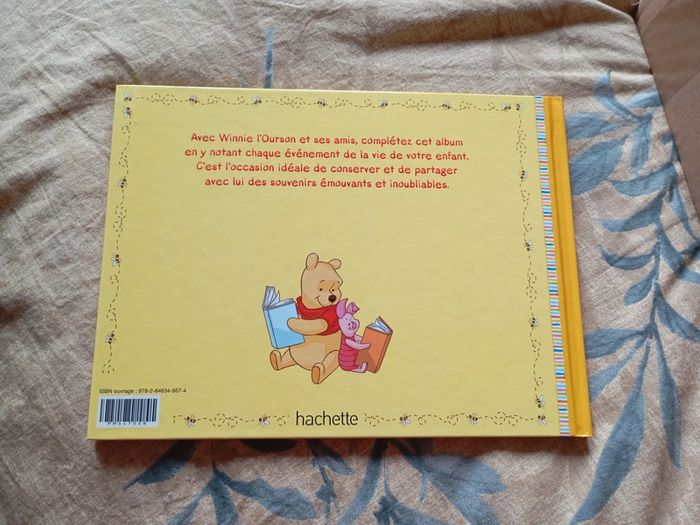 Avec Winnie l'Ourson et ses amis, complétez cet album
en y notant chaque événement de la vie de votre enfant.
C'est l'occasion idéale de conserver et de partager
avec lui des souvenirs émouvants et inoubliables.
ISBN ouvrage : 978-2-84634-957-4
hachette